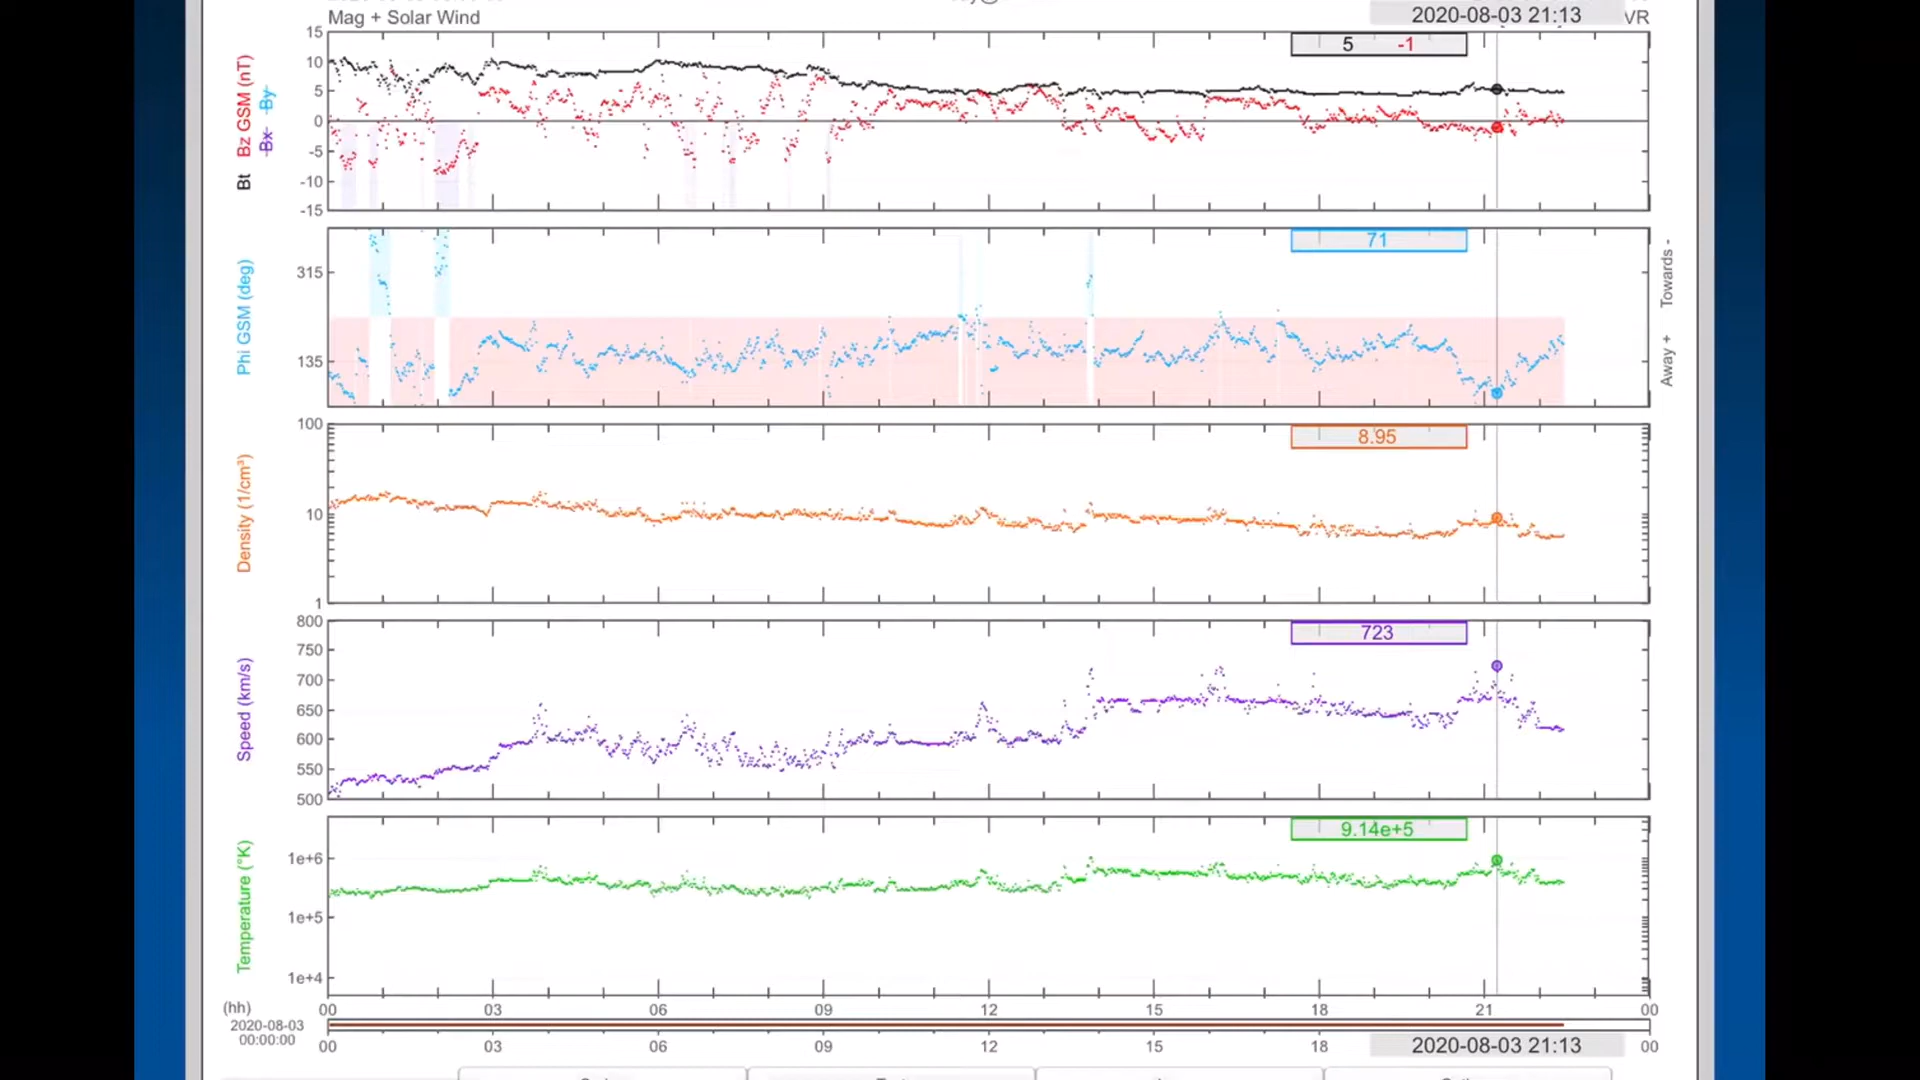 2020-08-03 21:13
Mag + Solar Wind
VR
Bt Bz GSM (nT)
Bx By
15
10
5
0
-5
-10
-15
5 -1
Phi GSM (deg)
315
135
71
Towards -
Away +
Density (1/cm³)
100
10
1
8.95
Speed (km/s)
800
750
700
650
600
550
500
723
Temperature (°K)
1e+6
1e+5
1e+4
9.14e+5
(hh)
00 03 06 09 12 15 18 21 00
2020-08-03
00:00:00
00 03 06 09 12 15 18 2020-08-03 21:13 00